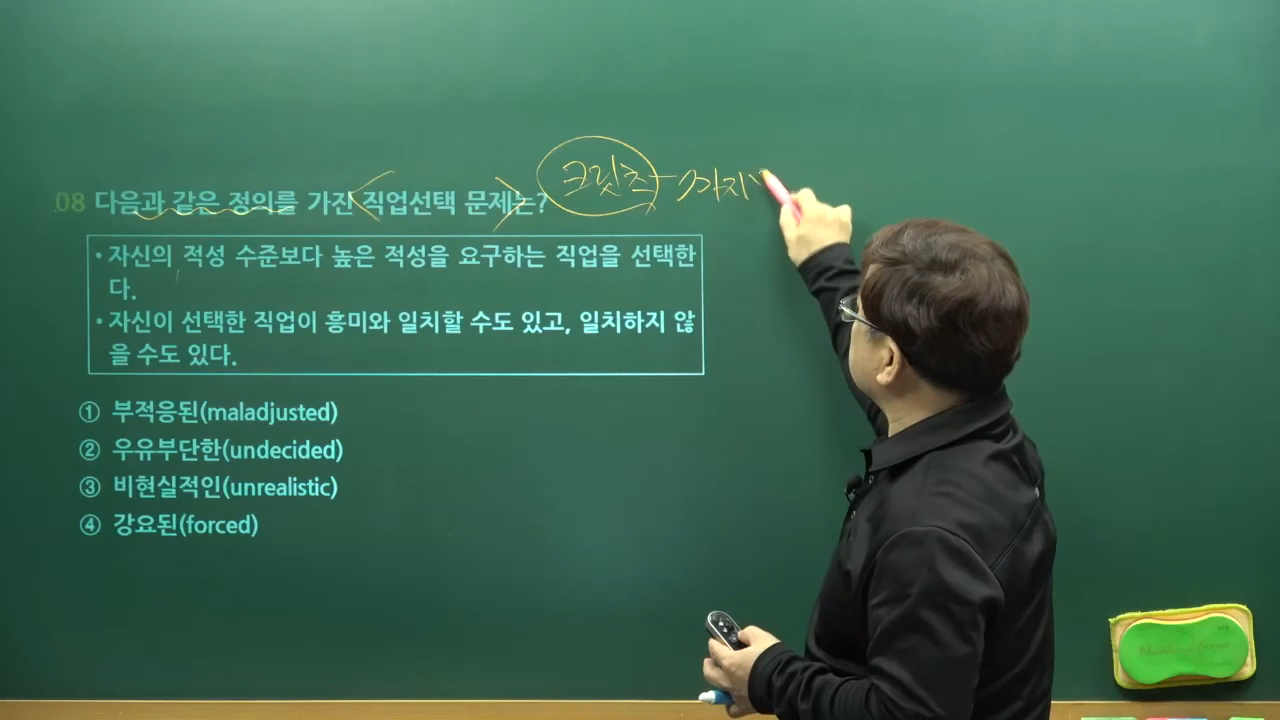 크릿츠
08 다음과 같은 정의를 가진 직업선택 문제는?
• 자신의 적성 수준보다 높은 적성을 요구하는 직업을 선택한
다.
• 자신이 선택한 직업이 흥미와 일치할 수도 있고, 일치하지 않
을 수도 있다.
① 부적응된(maladjusted)
② 우유부단한(undecided)
③ 비현실적인(unrealistic)
④ 강요된(forced)